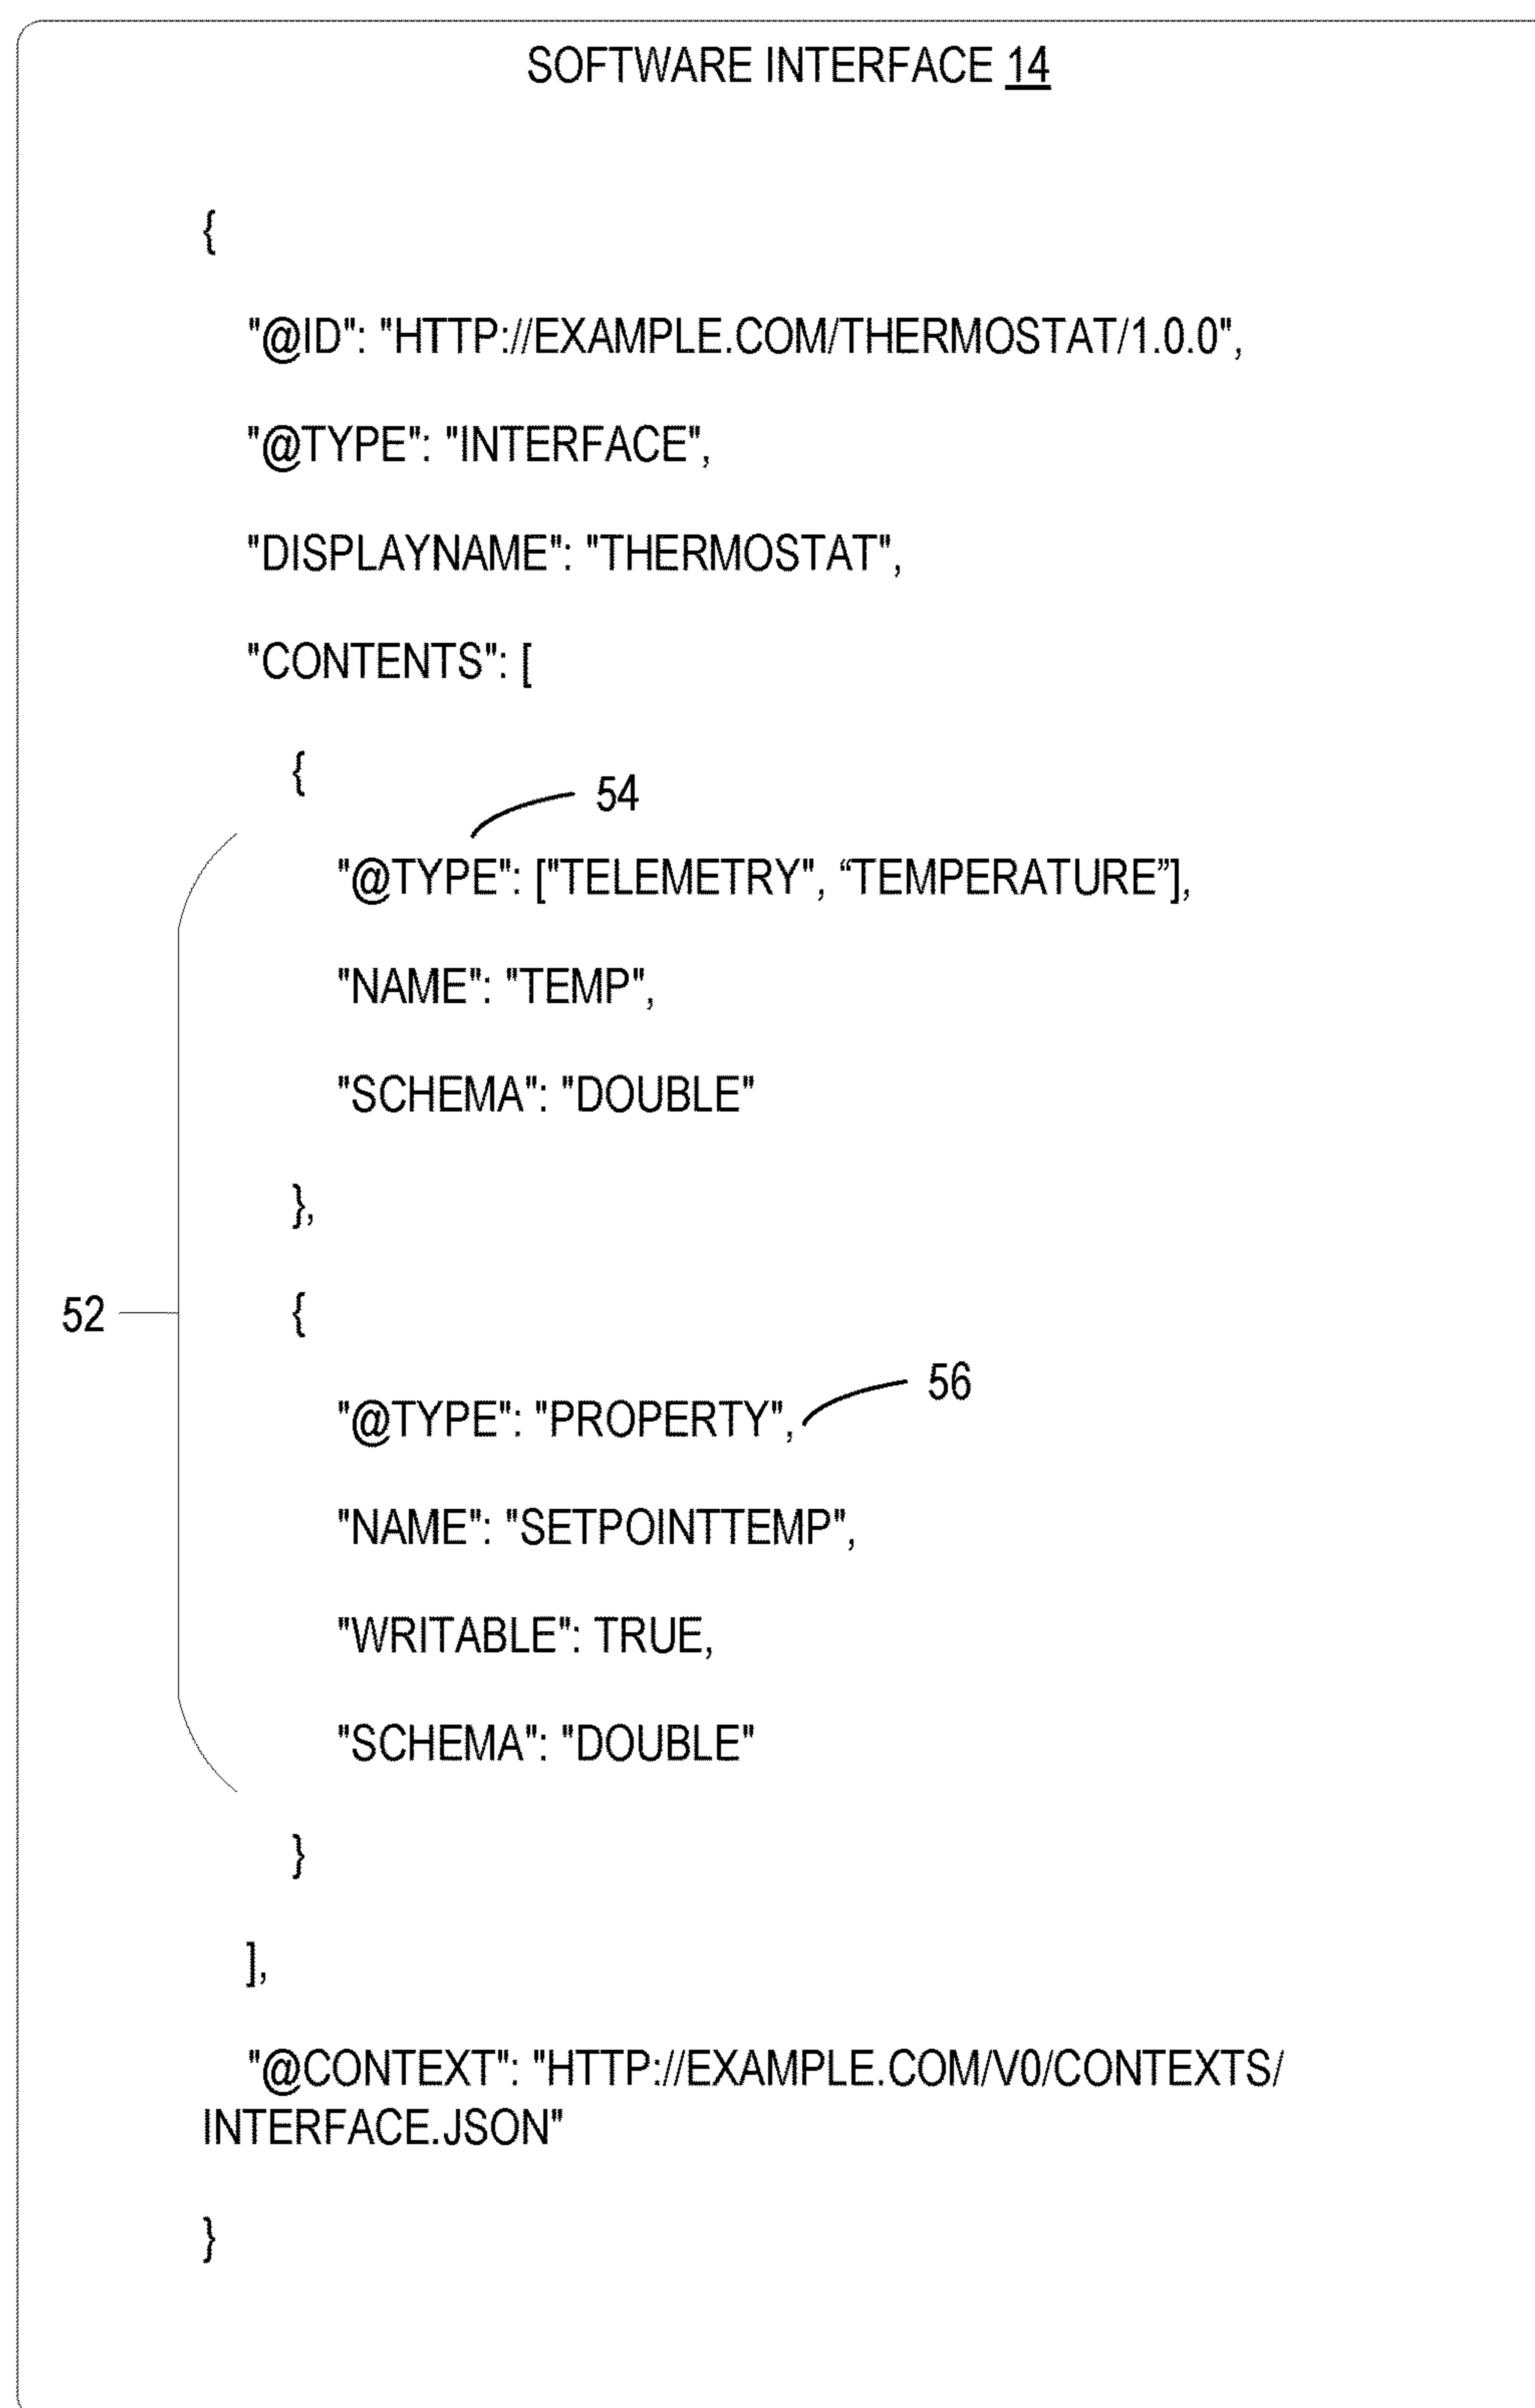 SOFTWARE INTERFACE 14
{
"@ID": "HTTP://EXAMPLE.COM/THERMOSTAT/1.0.0",
"@TYPE": "INTERFACE",
"DISPLAYNAME": "THERMOSTAT",
"CONTENTS": [
{
54
"@TYPE": ["TELEMETRY", “TEMPERATURE”],
"NAME": "TEMP",
"SCHEMA": "DOUBLE"
},
52
{
56
"@TYPE": "PROPERTY",
"NAME": "SETPOINTTEMP",
"WRITABLE": TRUE,
"SCHEMA": "DOUBLE"
}
],
"@CONTEXT": "HTTP://EXAMPLE.COM/V0/CONTEXTS/
INTERFACE.JSON"
}